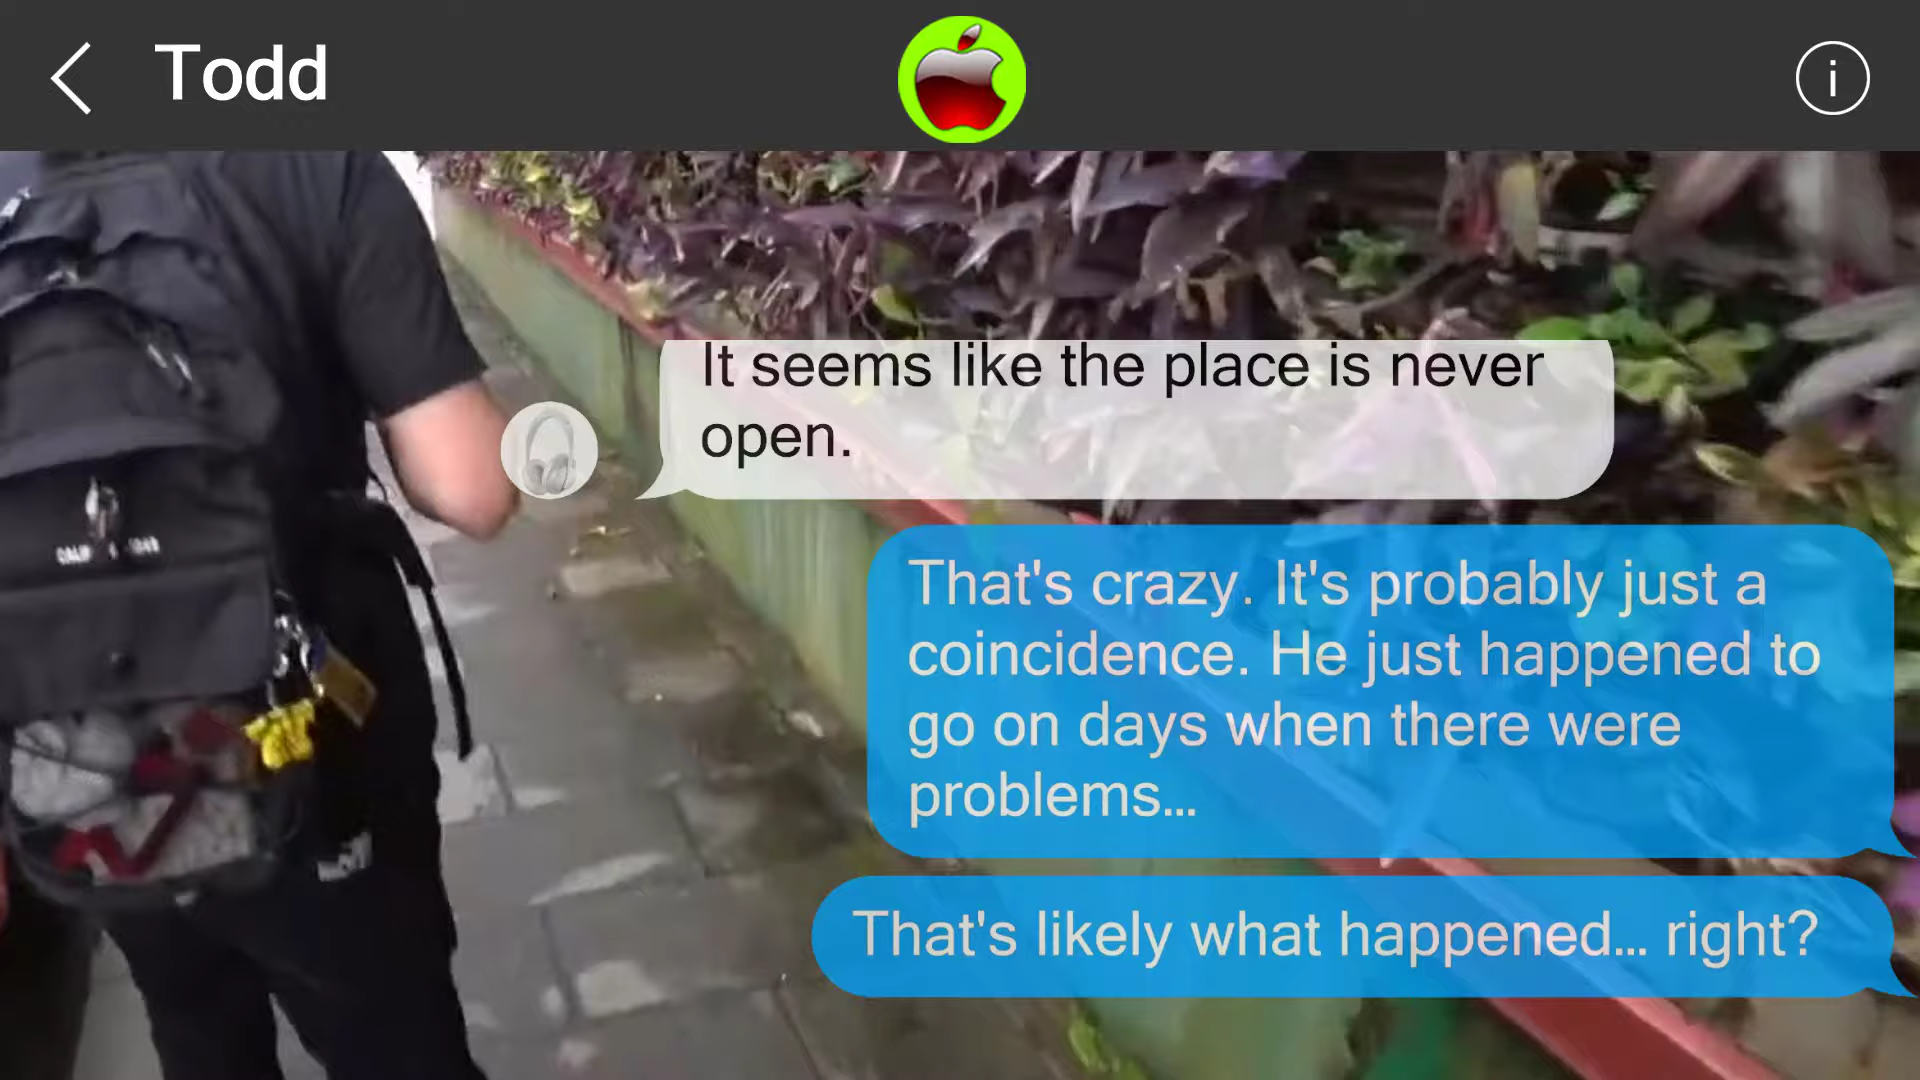 Todd
It seems like the place is never
open.
That's crazy. It's probably just a
coincidence. He just happened to
go on days when there were
problems...
That's likely what happened... right?